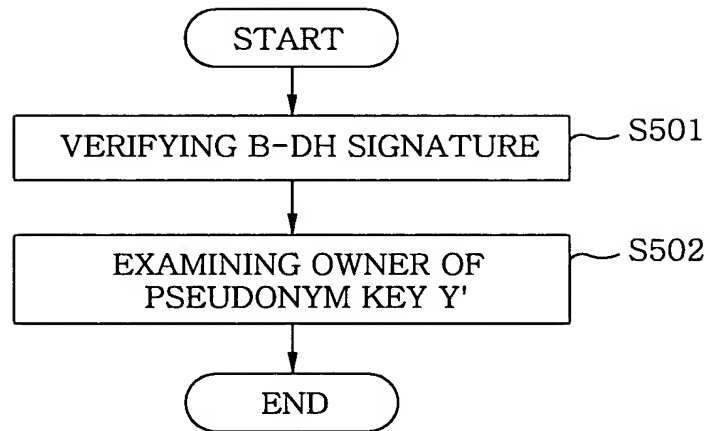 START
VERIFYING B-DH SIGNATURE
S501
EXAMINING OWNER OF
PSEUDONYM KEY Y'
S502
END